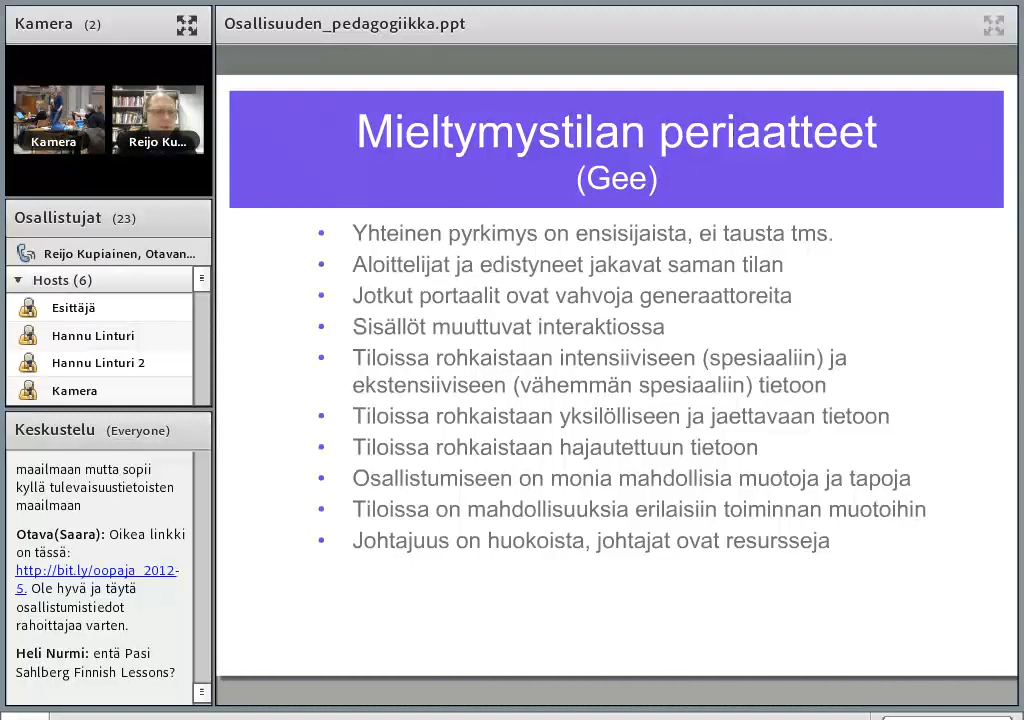 Kamera (2)
Kamera
Reijo Ku...
Osallistujat (23)
Reijo Kupiainen, Otavan...
Hosts (6)
Esittäjä
Hannu Linturi
Hannu Linturi 2
Kamera
Keskustelu (Everyone)
maailmaan mutta sopii
kyllä tulevaisuustietoisten
maailmaan
Otava(Saara): Oikea linkki
on tässä:
http://bit.ly/oopaja_2012-
5. Ole hyvä ja täytä
osallistumistiedot
rahoittajaa varten.
Heli Nurmi: entä Pasi
Sahlberg Finnish Lessons?
Osallisuuden_pedagogiikka.ppt
Mieltymystilan periaatteet
(Gee)
• Yhteinen pyrkimys on ensisijaista, ei tausta tms.
• Aloittelijat ja edistyneet jakavat saman tilan
• Jotkut portaalit ovat vahvoja generaattoreita
• Sisällöt muuttuvat interaktiossa
• Tiloissa rohkaistaan intensiiviseen (spesiaaliin) ja
ekstensiiviseen (vähemmän spesiaaliin) tietoon
• Tiloissa rohkaistaan yksilölliseen ja jaettavaan tietoon
• Tiloissa rohkaistaan hajautettuun tietoon
• Osallistumiseen on monia mahdollisia muotoja ja tapoja
• Tiloissa on mahdollisuuksia erilaisiin toiminnan muotoihin
• Johtajuus on huokoista, johtajat ovat resursseja